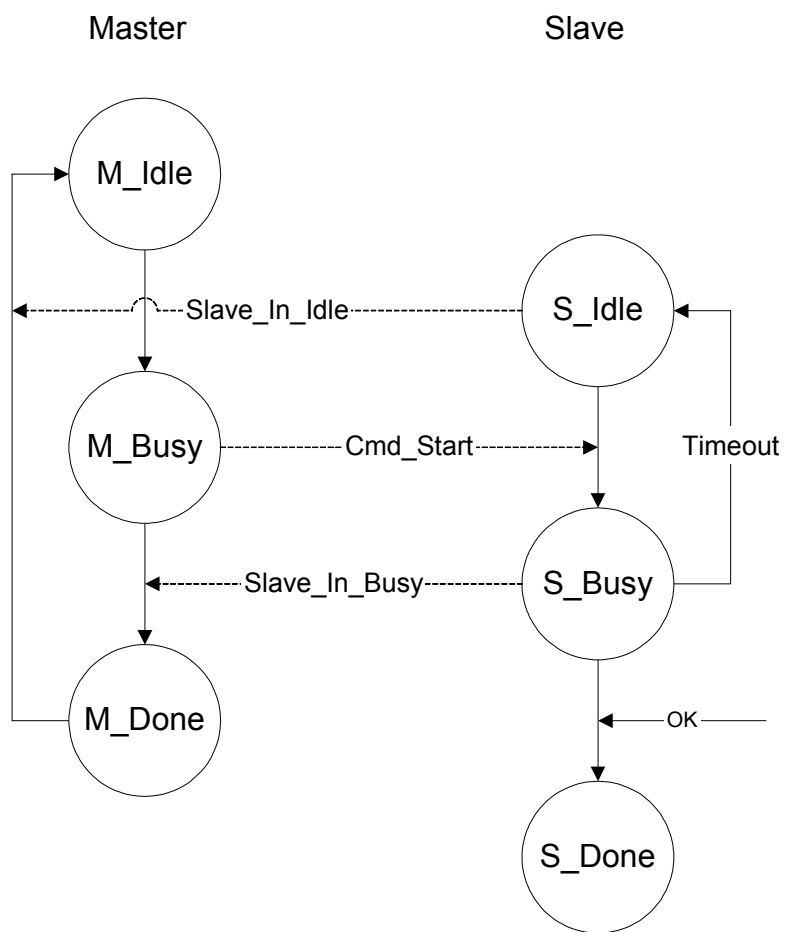 Master
Slave
M_Idle
Slave_In_Idle
S_Idle
M_Busy
Cmd_Start
Timeout
Slave_In_Busy
S_Busy
M_Done
OK
S_Done